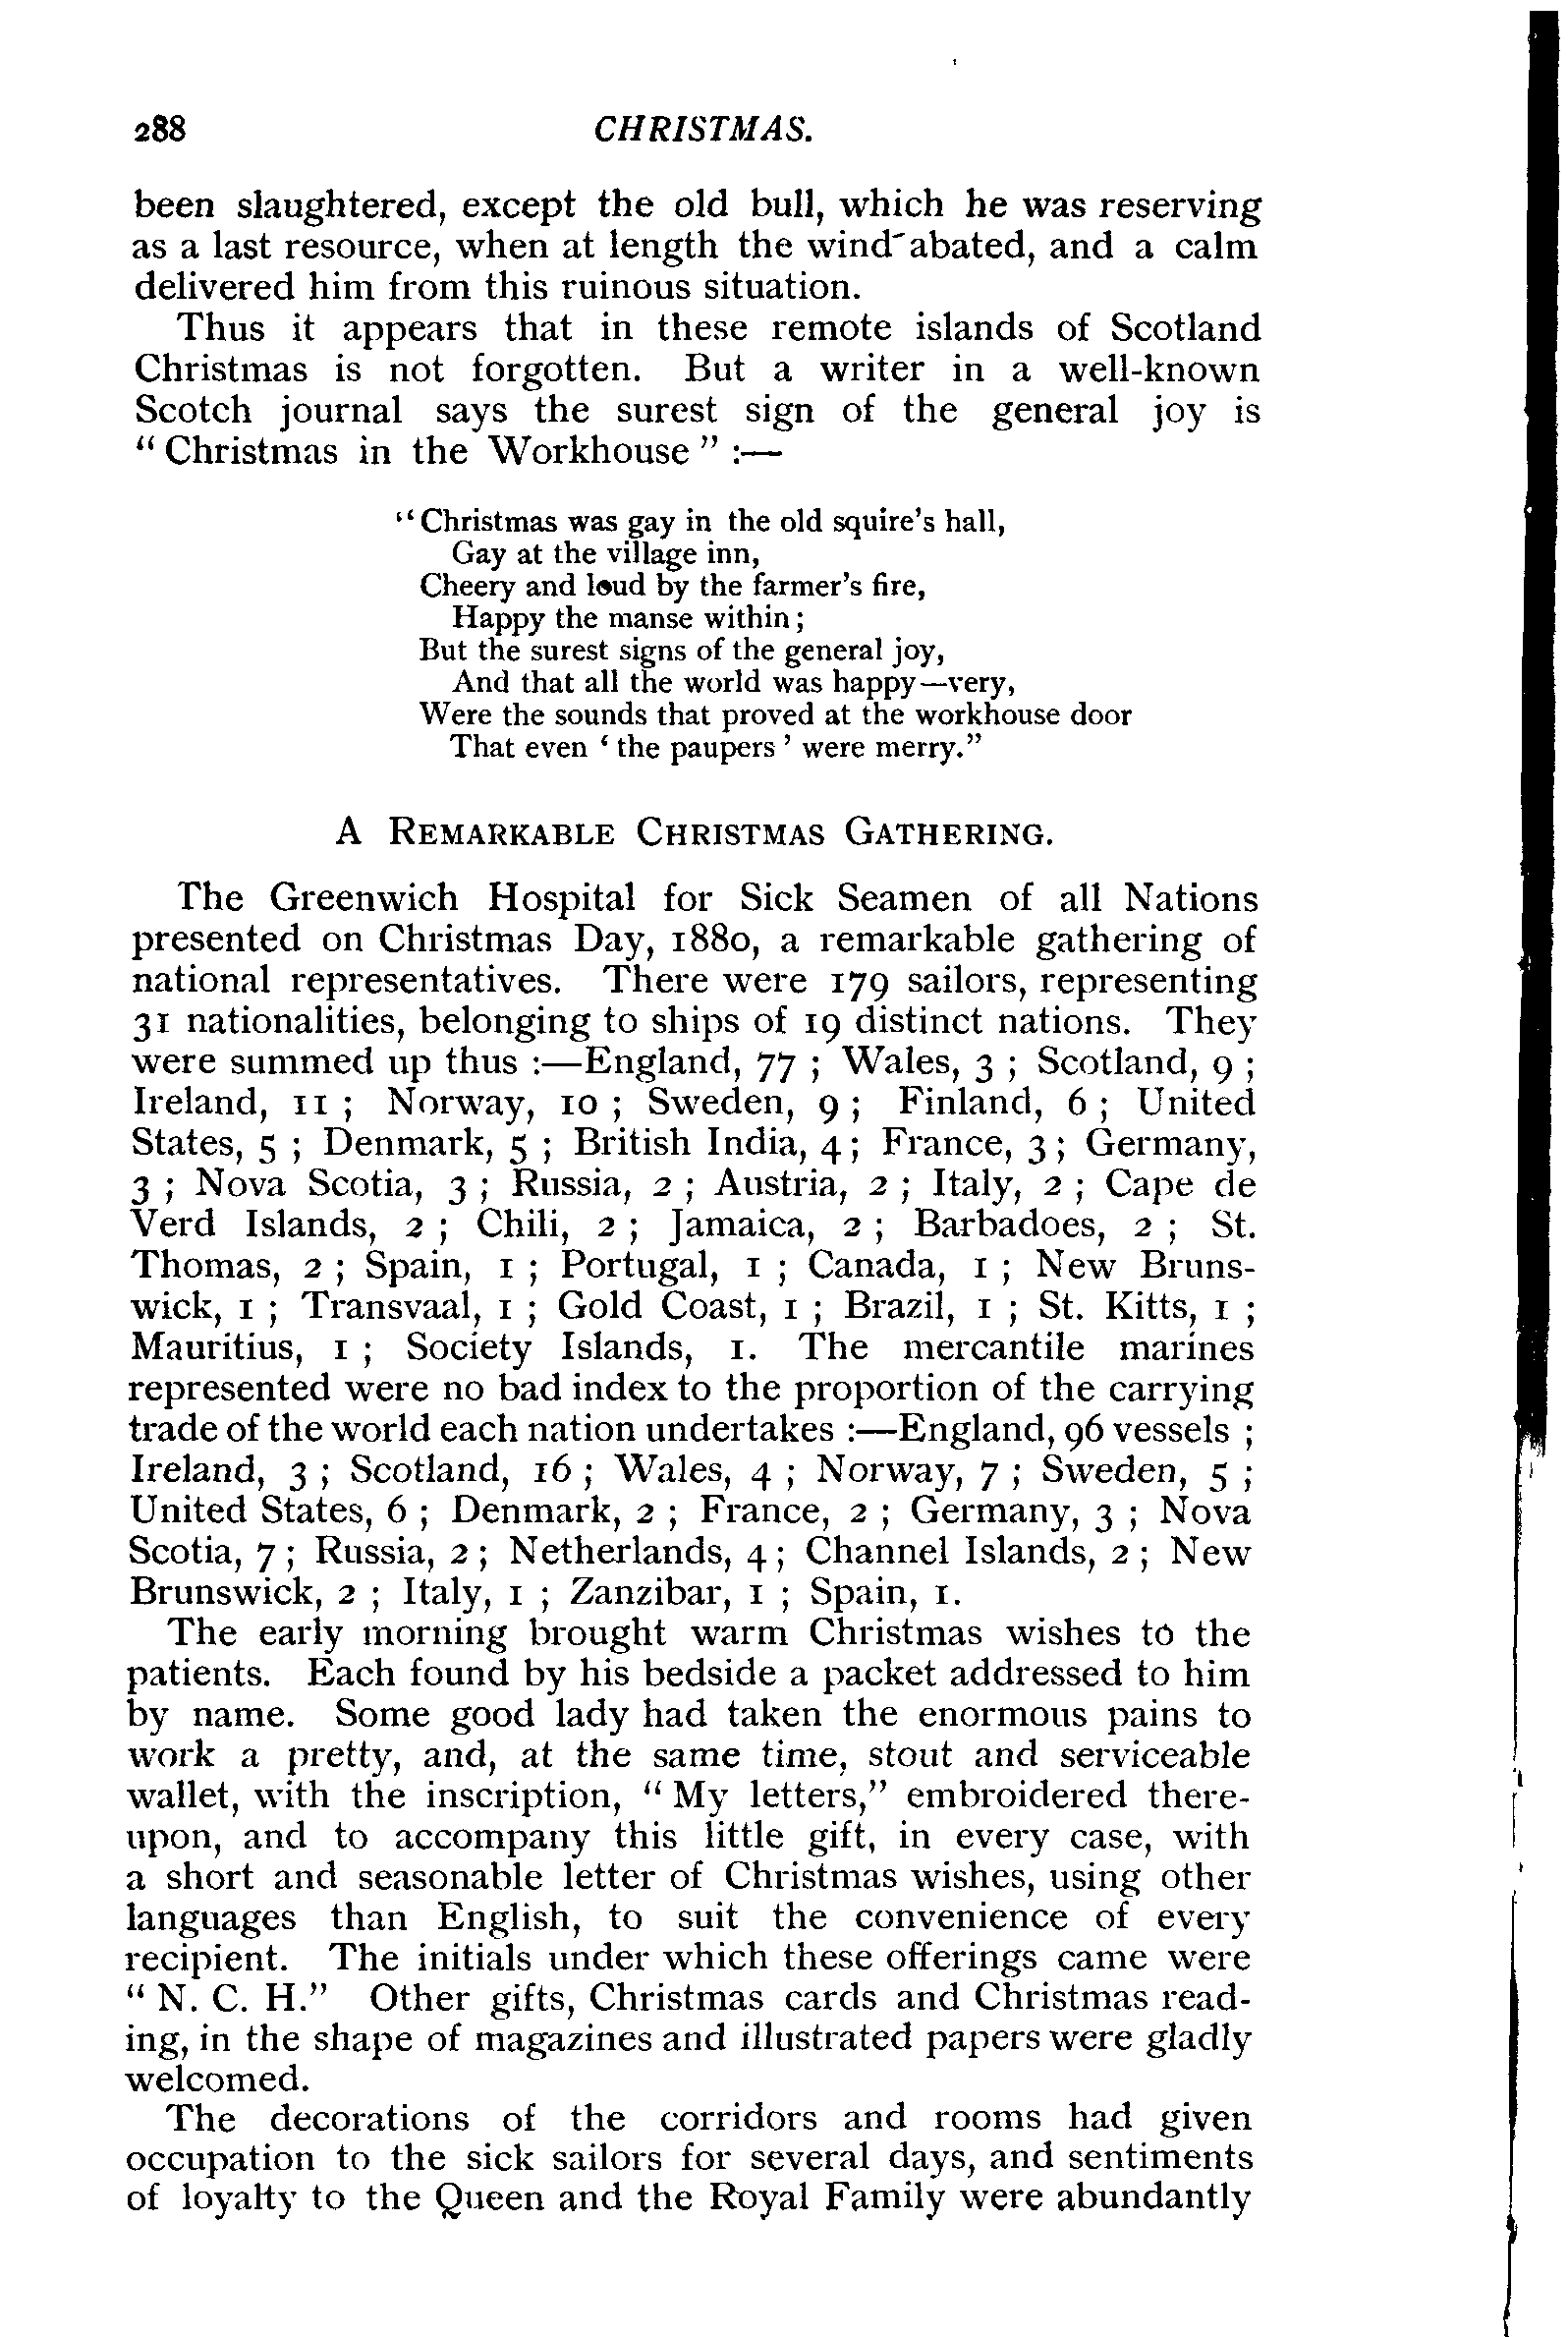 288 CHRISTMAS.
been slaughtered, except the old bull, which he was reserving
as a last resource, when at length the wind abated, and a calm
delivered him from this ruinous situation.
Thus it appears that in these remote islands of Scotland
Christmas is not forgotten. But a writer in a well-known
Scotch journal says the surest sign of the general joy is
“ Christmas in the Workhouse ” :—
“Christmas was gay in the old squire’s hall,
Gay at the village inn,
Cheery and loud by the farmer’s fire,
Happy the manse within;
But the surest signs of the general joy,
And that all the world was happy—very,
Were the sounds that proved at the workhouse door
That even ‘ the paupers ’ were merry.”
A REMARKABLE CHRISTMAS GATHERING.
The Greenwich Hospital for Sick Seamen of all Nations
presented on Christmas Day, 1880, a remarkable gathering of
national representatives. There were 179 sailors, representing
31 nationalities, belonging to ships of 19 distinct nations. They
were summed up thus :—England, 77 ; Wales, 3 ; Scotland, 9 ;
Ireland, 11 ; Norway, 10 ; Sweden, 9 ; Finland, 6 ; United
States, 5 ; Denmark, 5 ; British India, 4 ; France, 3 ; Germany,
3 ; Nova Scotia, 3 ; Russia, 2 ; Austria, 2 ; Italy, 2 ; Cape de
Verd Islands, 2 ; Chili, 2 ; Jamaica, 2 ; Barbadoes, 2 ; St.
Thomas, 2 ; Spain, 1 ; Portugal, 1 ; Canada, 1 ; New Bruns-
wick, 1 ; Transvaal, 1 ; Gold Coast, 1 ; Brazil, 1 ; St. Kitts, 1 ;
Mauritius, 1 ; Society Islands, 1. The mercantile marines
represented were no bad index to the proportion of the carrying
trade of the world each nation undertakes :—England, 96 vessels ;
Ireland, 3 ; Scotland, 16 ; Wales, 4 ; Norway, 7 ; Sweden, 5 ;
United States, 6 ; Denmark, 2 ; France, 2 ; Germany, 3 ; Nova
Scotia, 7 ; Russia, 2 ; Netherlands, 4 ; Channel Islands, 2 ; New
Brunswick, 2 ; Italy, 1 ; Zanzibar, 1 ; Spain, 1.
The early morning brought warm Christmas wishes to the
patients. Each found by his bedside a packet addressed to him
by name. Some good lady had taken the enormous pains to
work a pretty, and, at the same time, stout and serviceable
wallet, with the inscription, “ My letters,” embroidered there-
upon, and to accompany this little gift, in every case, with
a short and seasonable letter of Christmas wishes, using other
languages than English, to suit the convenience of every
recipient. The initials under which these offerings came were
“ N. C. H.” Other gifts, Christmas cards and Christmas read-
ing, in the shape of magazines and illustrated papers were gladly
welcomed.
The decorations of the corridors and rooms had given
occupation to the sick sailors for several days, and sentiments
of loyalty to the Queen and the Royal Family were abundantly